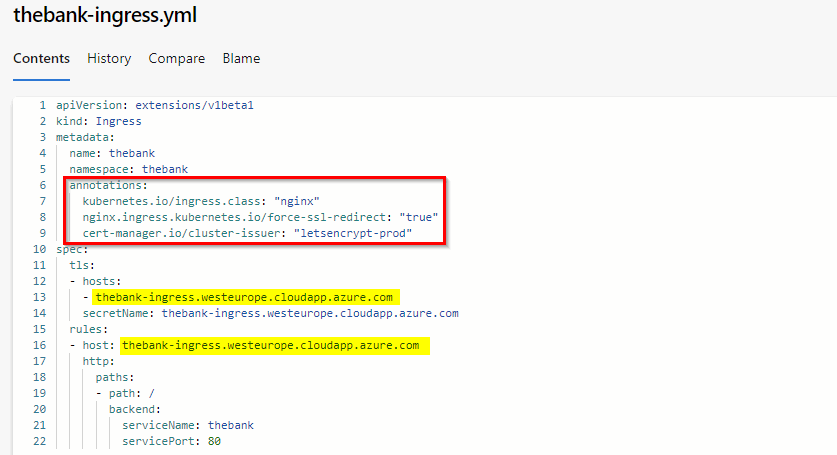 thebank-ingress.yml
Contents History Compare Blame
1 apiVersion: extensions/v1beta1
2 kind: Ingress
3 metadata:
4   name: thebank
5   namespace: thebank
6   annotations:
7     kubernetes.io/ingress.class: "nginx"
8     nginx.ingress.kubernetes.io/force-ssl-redirect: "true"
9     cert-manager.io/cluster-issuer: "letsencrypt-prod"
10 spec:
11   tls:
12   - hosts:
13     - thebank-ingress.westeurope.cloudapp.azure.com
14     secretName: thebank-ingress.westeurope.cloudapp.azure.com
15   rules:
16   - host: thebank-ingress.westeurope.cloudapp.azure.com
17     http:
18       paths:
19       - path: /
20         backend:
21           serviceName: thebank
22           servicePort: 80